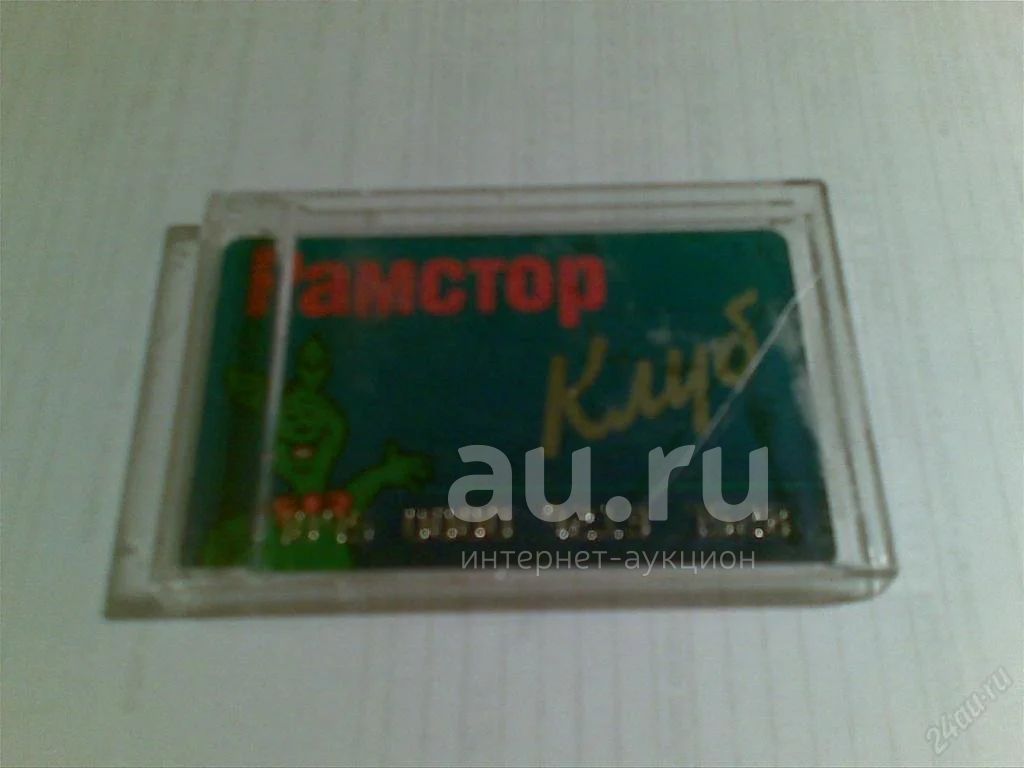 Рамстор
Клуб
au.ru
интернет-аукцион
24au.ru